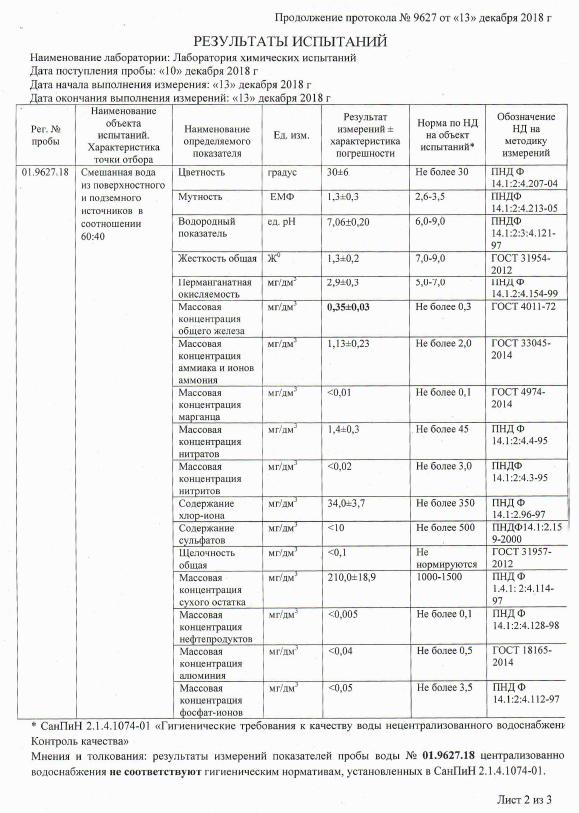 Продолжение протокола № 9627 от «13» декабря 2018 г
РЕЗУЛЬТАТЫ ИСПЫТАНИЙ
Наименование лаборатории: Лаборатория химических испытаний
Дата поступления пробы: «10» декабря 2018 г
Дата начала выполнения измерения: «13» декабря 2018 г
Дата окончания выполнения измерений: «13» декабря 2018 г
Рег. № пробы | Наименование объекта испытаний. Характеристика точки отбора | Наименование определяемого показателя | Ед. изм. | Результат измерений ± характеристика погрешности | Норма по НД на объект испытаний* | Обозначение НД на методику измерений
01.9627.18 | Смешанная вода из поверхностного и подземного источников в соотношении 60:40 | Цветность | градус | 30±6 | Не более 30 | ПНД Ф 14.1:2:4.207-04
Мутность | ЕМФ | 1,3±0,3 | 2,6-3,5 | ПНДФ 14.1:2:4.213-05
Водородный показатель | ед. pH | 7,06±0,20 | 6,0-9,0 | ПНДФ 14.1:2:3:4.121-97
Жесткость общая | Ж⁰ | 1,3±0,2 | 7,0-9,0 | ГОСТ 31954-2012
Перманганатная окисляемость | мг/дм³ | 2,9±0,3 | 5,0-7,0 | ПНД Ф 14.1.2:4.154-99
Массовая концентрация общего железа | мг/дм³ | 0,35±0,03 | Не более 0,3 | ГОСТ 4011-72
Массовая концентрация аммиака и ионов аммония | мг/дм³ | 1,13±0,23 | Не более 2,0 | ГОСТ 33045-2014
Массовая концентрация марганца | мг/дм³ | <0,01 | Не более 0,1 | ГОСТ 4974-2014
Массовая концентрация нитратов | мг/дм³ | 1,4±0,3 | Не более 45 | ПНД Ф 14.1:2:4.4-95
Массовая концентрация нитритов | мг/дм³ | <0,02 | Не более 3,0 | ПНДФ 14.1:2:4.3-95
Содержание хлор-иона | мг/дм³ | 34,0±3,7 | Не более 350 | ПНД Ф 14.1:2.96-97
Содержание сульфатов | мг/дм³ | <10 | Не более 500 | ПНДФ14.1:2.159-2000
Щелочность общая | мг/дм³ | <0,1 | Не нормируются | ГОСТ 31957-2012
Массовая концентрация сухого остатка | мг/дм³ | 210,0±18,9 | 1000-1500 | ПНД Ф 1.4.1: 2:4.114-97
Массовая концентрация нефтепродуктов | мг/дм³ | <0,005 | Не более 0,1 | ПНД Ф 14.1:2:4.128-98
Массовая концентрация алюминия | мг/дм³ | <0,04 | Не более 0,5 | ГОСТ 18165-2014
Массовая концентрация фосфат-ионов | мг/дм³ | <0,05 | Не более 3,5 | ПНД Ф 14.1:2:4.112-97
* СанПиН 2.1.4.1074-01 «Гигиенические требования к качеству воды нецентрализованного водоснабжени
Контроль качества»
Мнения и толкования: результаты измерений показателей пробы воды № 01.9627.18 централизованно
водоснабжения не соответствуют гигиеническим нормативам, установленных в СанПиН 2.1.4.1074-01.
Лист 2 из 3